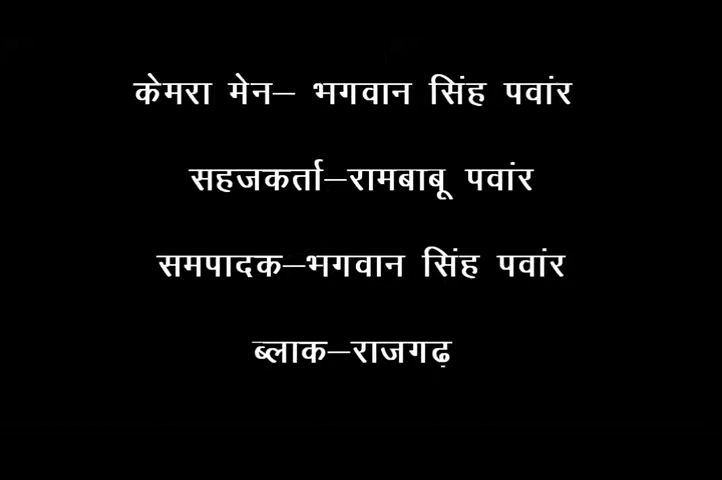 केमरा मेन– भगवान सिंह पवांर
सहजकर्ता–रामबाबू पवांर
समपादक–भगवान सिंह पवांर
ब्लाक–राजगढ़